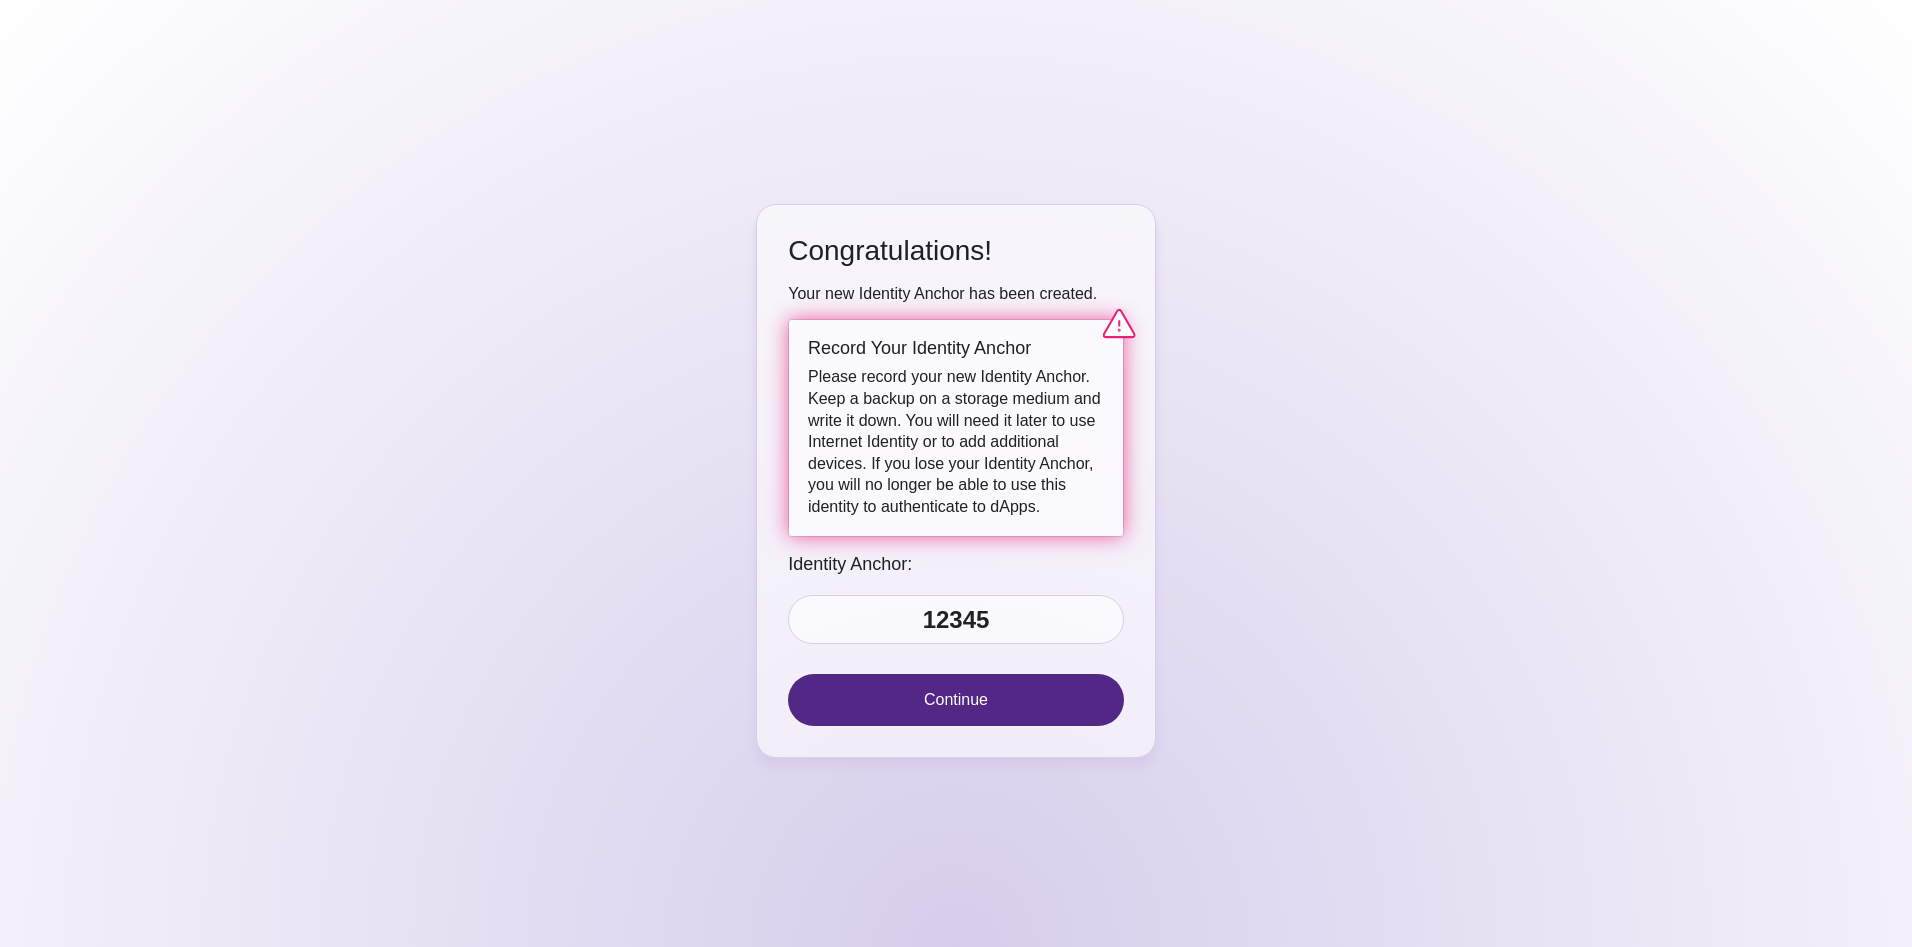 Congratulations!
Your new Identity Anchor has been created.
Record Your Identity Anchor
Please record your new Identity Anchor.
Keep a backup on a storage medium and
write it down. You will need it later to use
Internet Identity or to add additional
devices. If you lose your Identity Anchor,
you will no longer be able to use this
identity to authenticate to dApps.
Identity Anchor:
12345
Continue